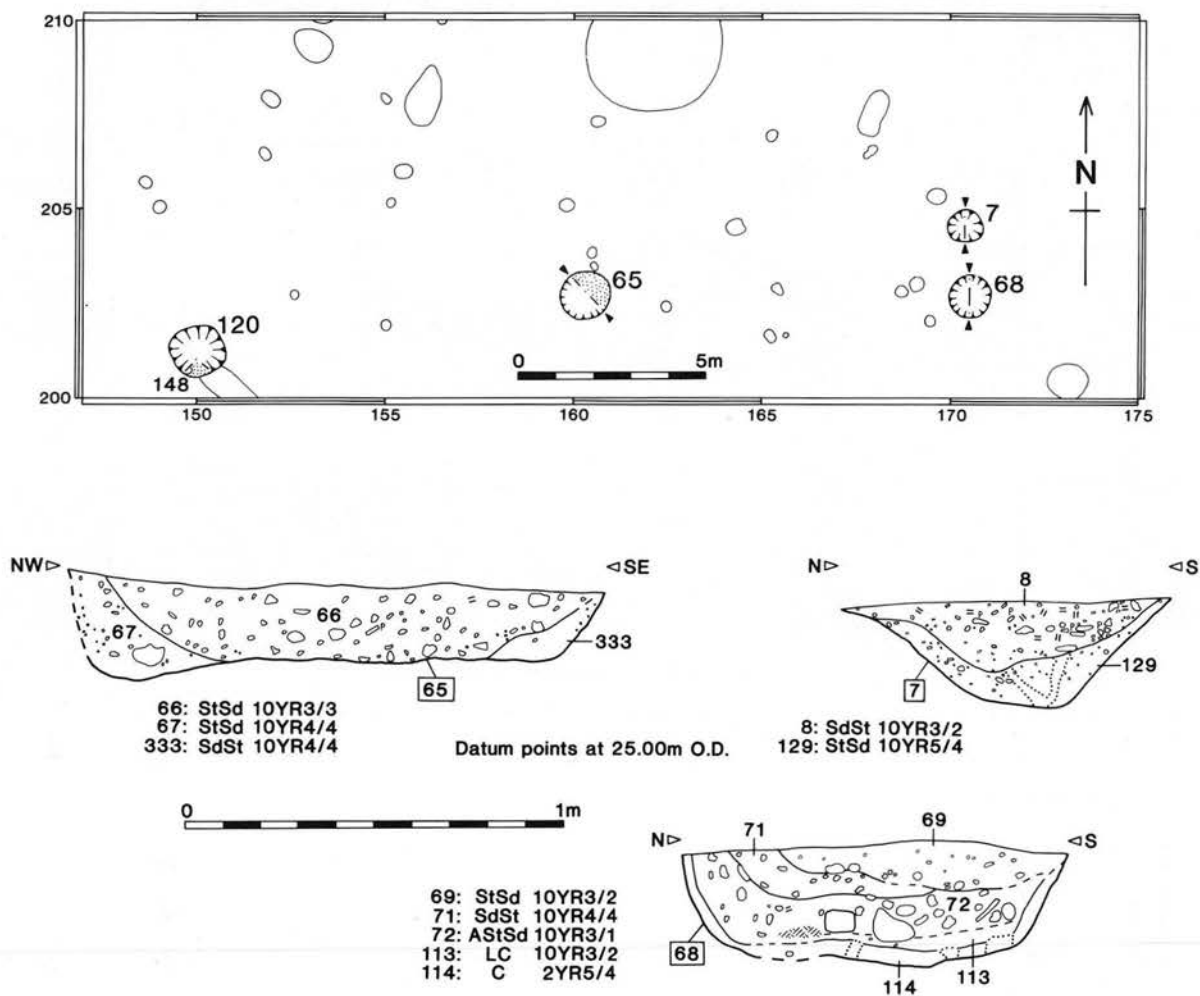 210
N
205
7
65
68
120
0 5m
148
200
150 155 160 165 170 175
NW SE
66
67
333
65
66: StSd 10YR3/3
67: StSd 10YR4/4
333: SdSt 10YR4/4
N S
8
129
7
8: SdSt 10YR3/2
129: StSd 10YR5/4
Datum points at 25.00m O.D.
0 1m
N S
71 69
72
68
113
114
69: StSd 10YR3/2
71: SdSt 10YR4/4
72: AStSd 10YR3/1
113: LC 10YR3/2
114: C 2YR5/4